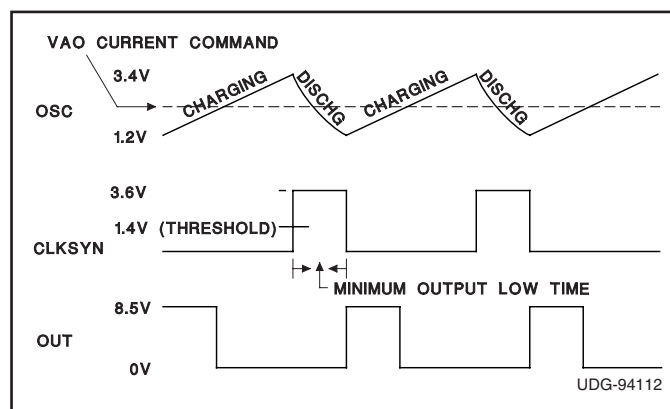 VAO CURRENT COMMAND
3.4V
CHARGING
DISCHG
CHARGING
DISCHG
OSC
1.2V
3.6V
1.4V (THRESHOLD)
CLKSYN
MINIMUM OUTPUT LOW TIME
8.5V
OUT
0V
UDG-94112